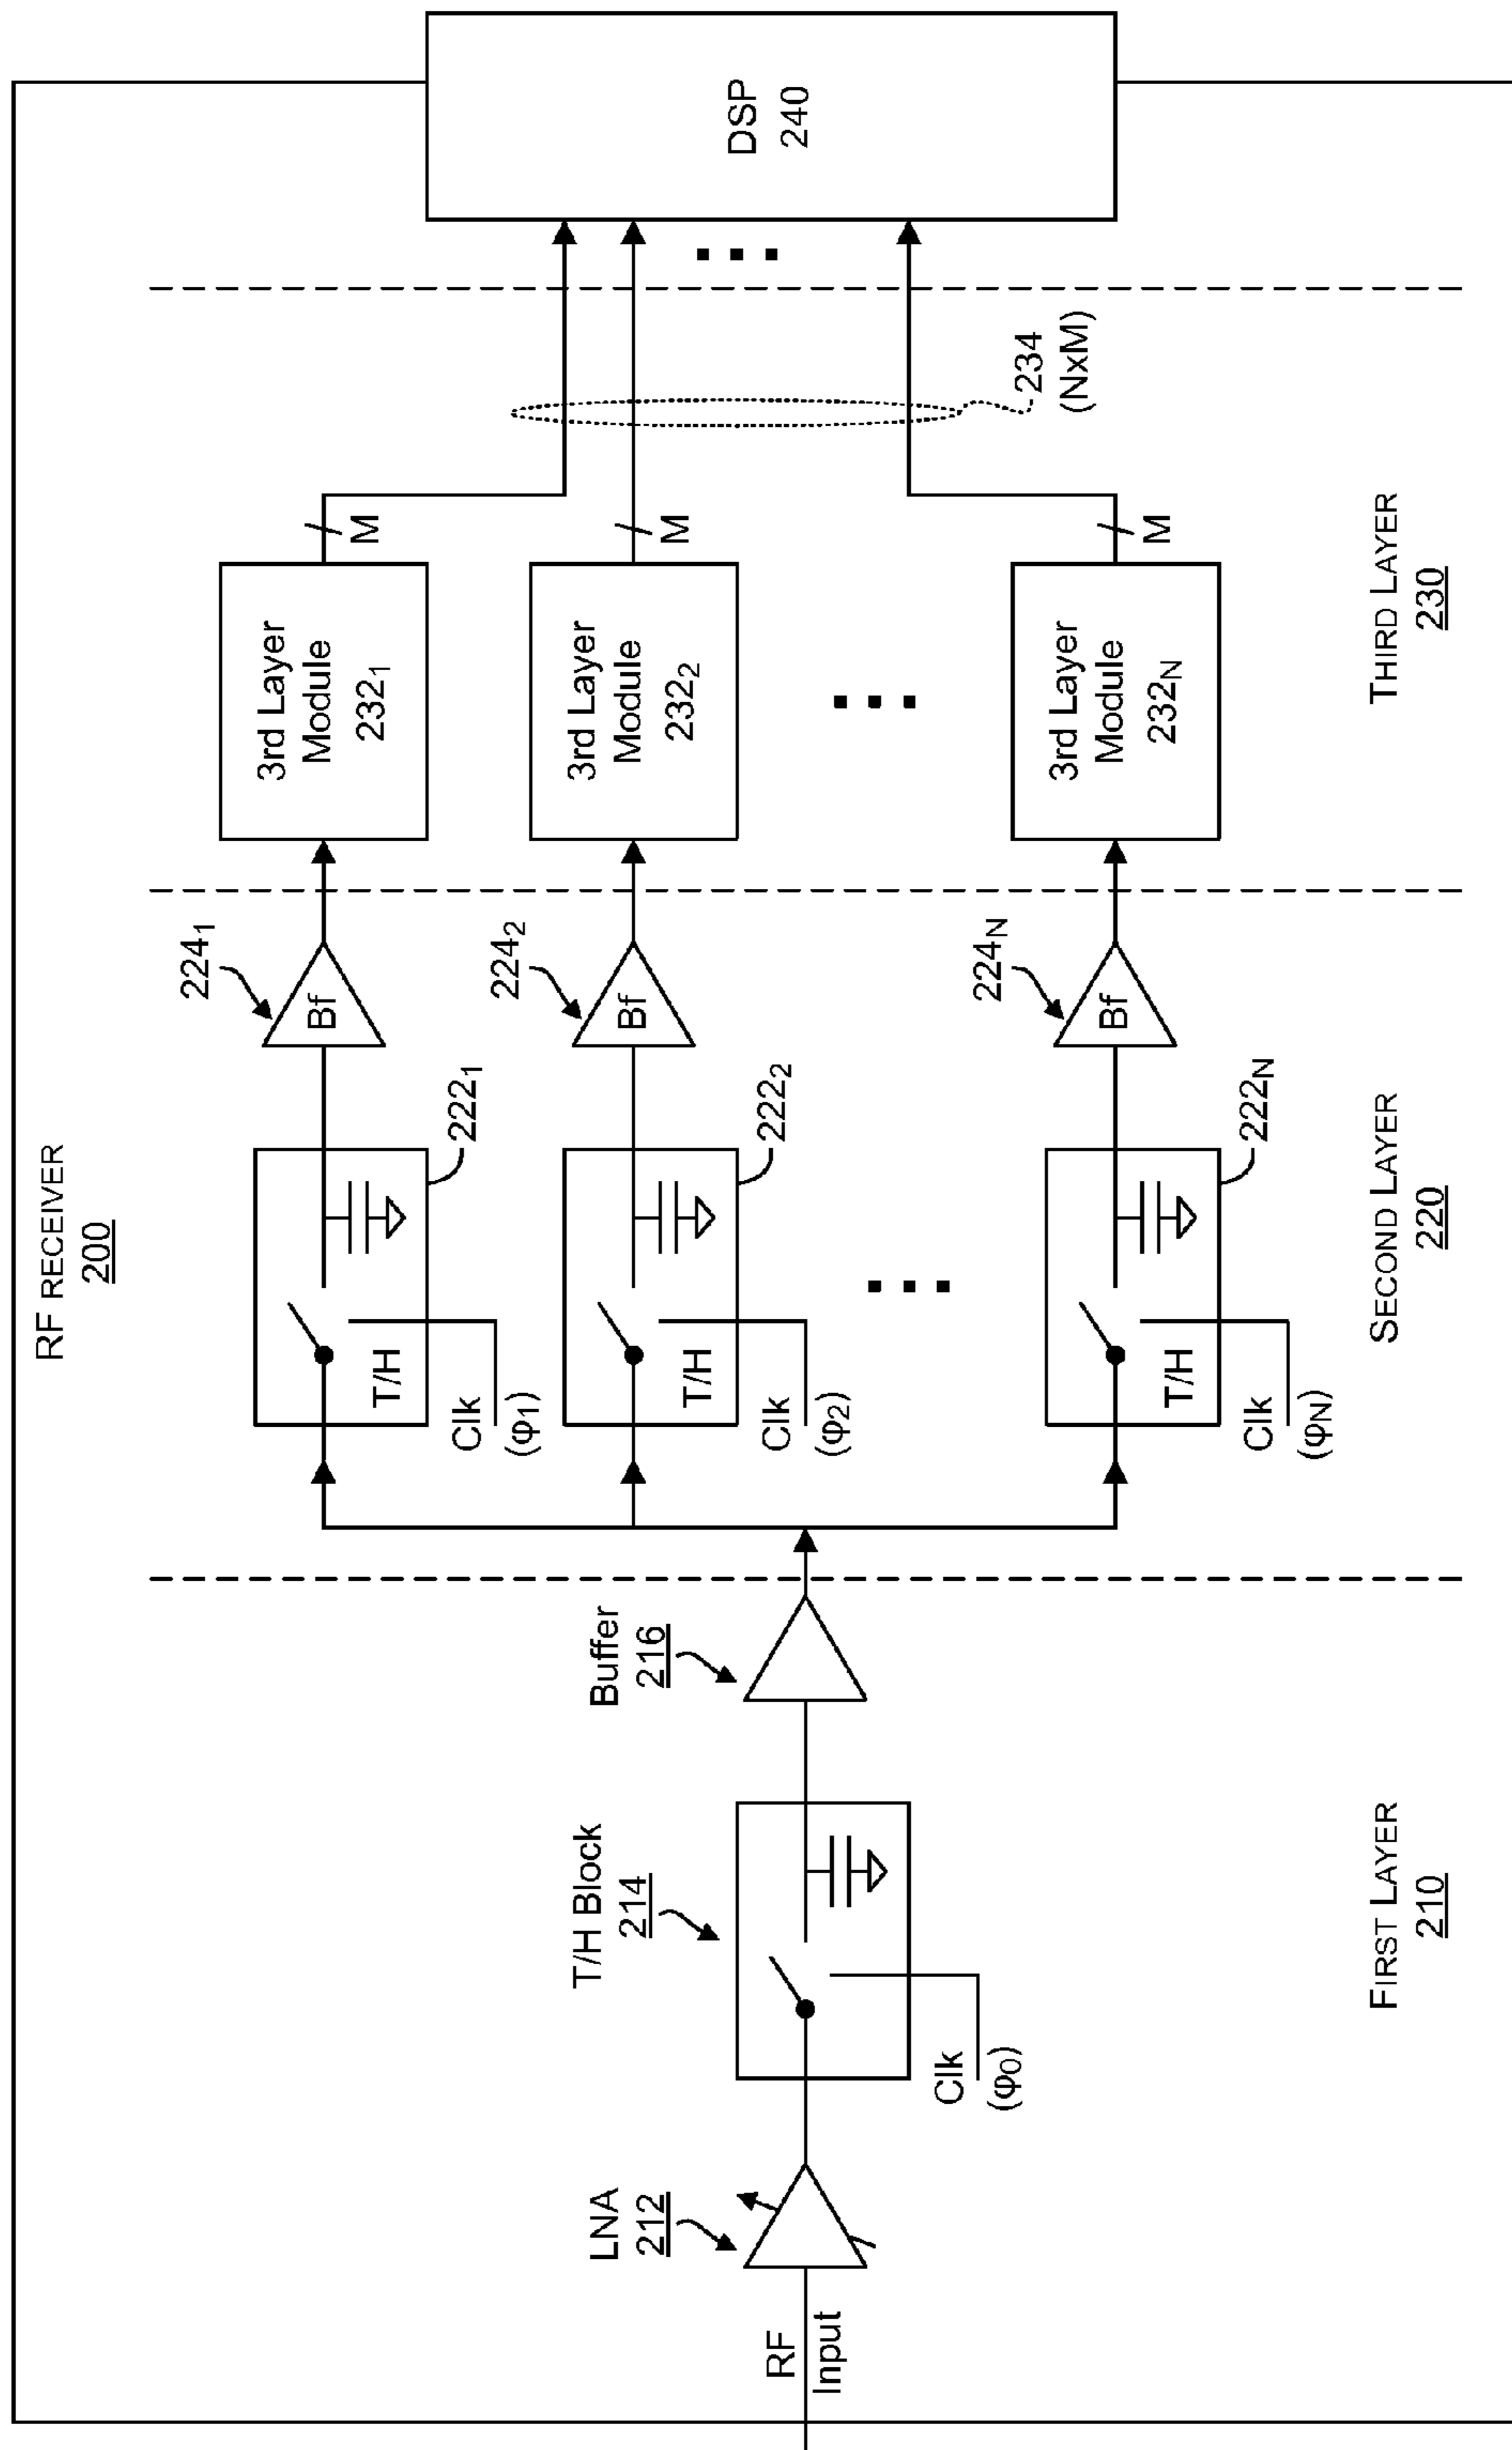 RF RECEIVER
200
RF
Input
LNA
212
T/H Block
214
Clk
(φ0)
Buffer
216
T/H
Clk
(φ1)
222₁
224₁
Bf
3rd Layer
Module
232₁
M
T/H
Clk
(φ2)
222₂
224₂
Bf
3rd Layer
Module
232₂
M
T/H
Clk
(φN)
222N
224N
Bf
3rd Layer
Module
232N
M
234
(NxM)
DSP
240
FIRST LAYER
210
SECOND LAYER
220
THIRD LAYER
230